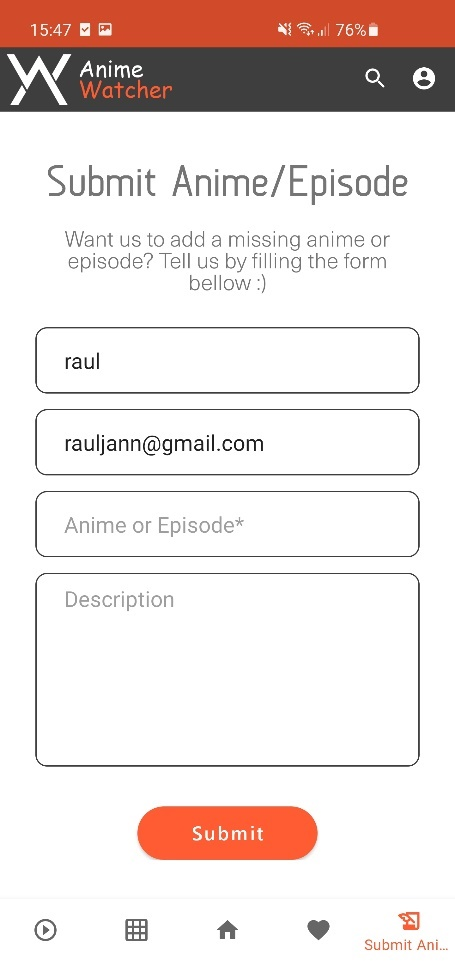 15:47 76%
Anime
Watcher
Submit Anime/Episode
Want us to add a missing anime or
episode? Tell us by filling the form
bellow :)
raul
rauljann@gmail.com
Anime or Episode*
Description
Submit
Submit Ani...